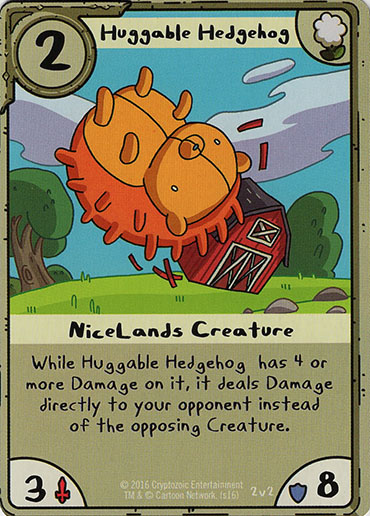 2
Huggable Hedgehog
NiceLands Creature
While Huggable Hedgehog has 4 or
more Damage on it, it deals Damage
directly to your opponent instead
of the opposing Creature.
3
© 2016 Cryptozoic Entertainment
TM & © Cartoon Network. (s16)
2v2
8